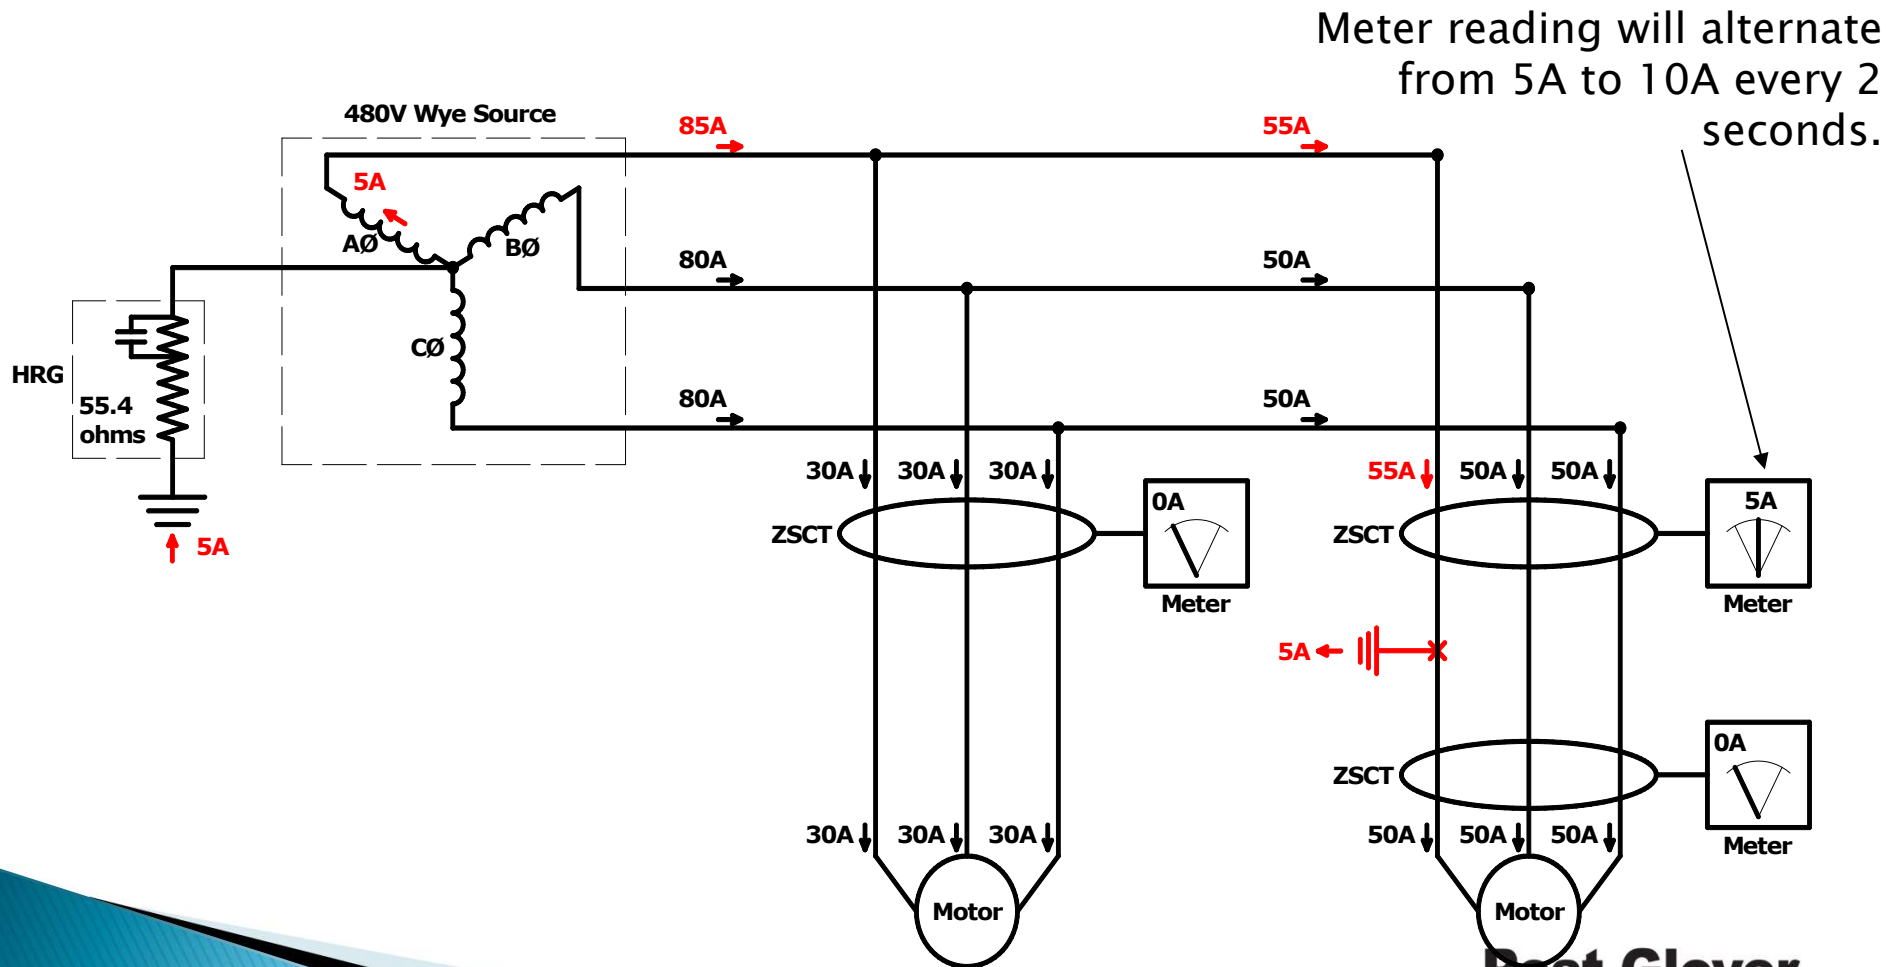 Meter reading will alternate
from 5A to 10A every 2
seconds.
480V Wye Source
85A
55A
5A
AØ
BØ
80A
50A
CØ
HRG
55.4
ohms
80A
50A
30A
30A
30A
55A
50A
50A
0A
5A
ZSCT
ZSCT
5A
Meter
Meter
5A
0A
ZSCT
30A
30A
30A
50A
50A
50A
Meter
Motor
Motor
Post Glover